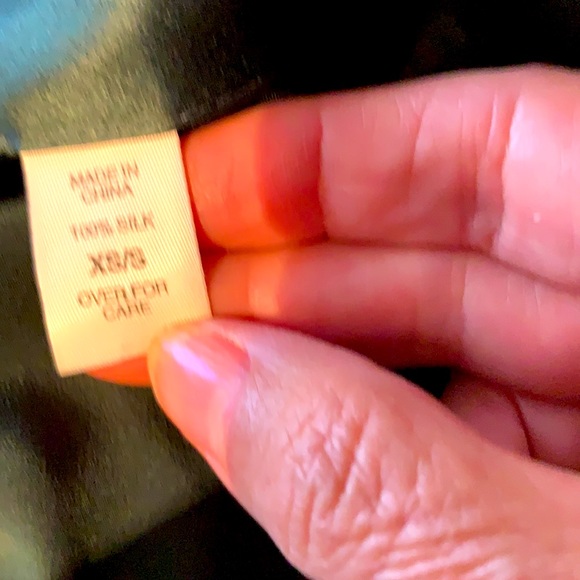 MADE IN
CHINA
100% SILK
XS/S
OVER FOR
CARE